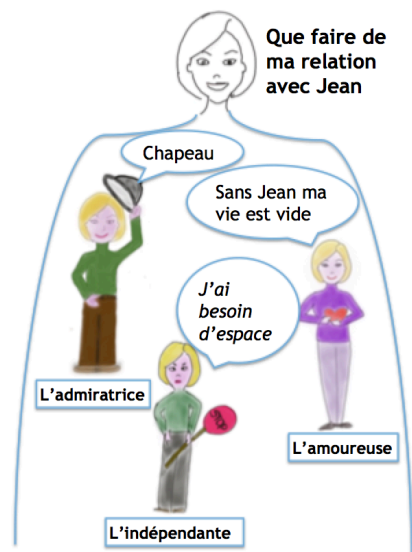 Que faire de
ma relation
avec Jean
Chapeau
Sans Jean ma
vie est vide
J'ai
besoin
d'espace
L'admiratrice
STOP
L'amoureuse
L'indépendante